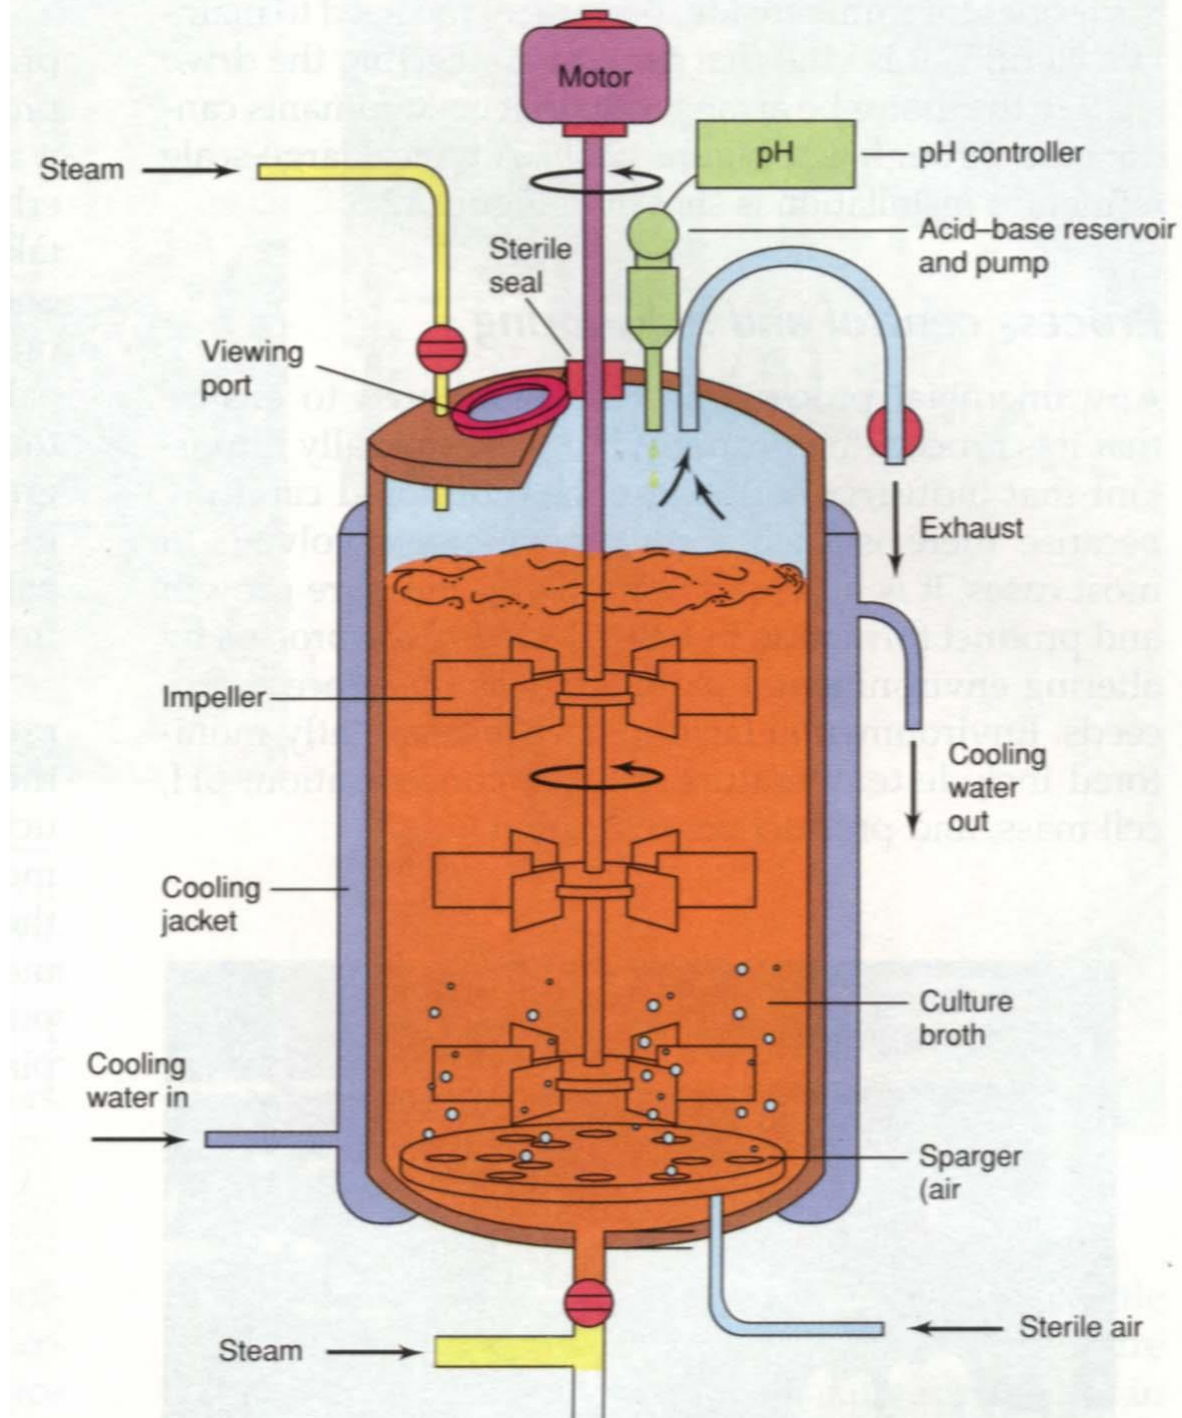 Motor
Steam
pH
pH controller
Acid–base reservoir
and pump
Sterile
seal
Viewing
port
Exhaust
Impeller
Cooling
water
out
Cooling
jacket
Culture
broth
Cooling
water in
Sparger
(air
Sterile air
Steam